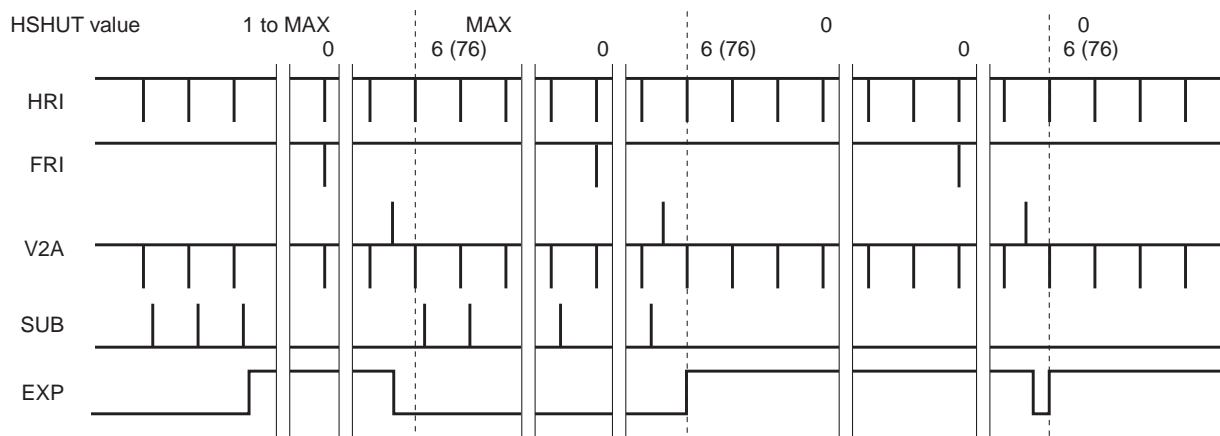 HSHUT value 1 to MAX MAX 0 0
0 6 (76) 0 6 (76) 0 6 (76)
HRI
FRI
V2A
SUB
EXP